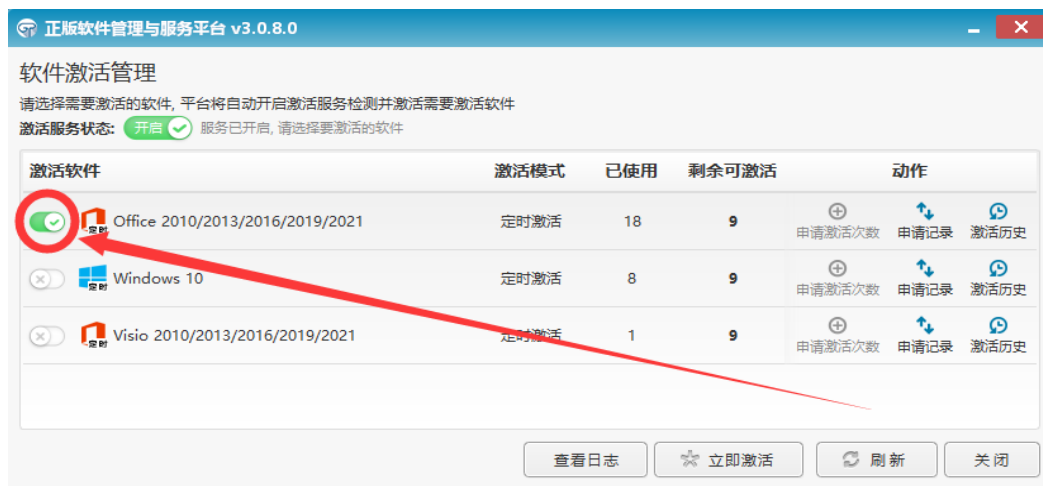 正版软件管理与服务平台 v3.0.8.0
软件激活管理
请选择需要激活的软件, 平台将自动开启激活服务检测并激活需要激活软件
激活服务状态: 开启 服务已开启, 请选择要激活的软件
激活软件 激活模式 已使用 剩余可激活 动作
定时 Office 2010/2013/2016/2019/2021 定时激活 18 9 申请激活次数 申请记录 激活历史
定时 Windows 10 定时激活 8 9 申请激活次数 申请记录 激活历史
定时 Visio 2010/2013/2016/2019/2021 定时激活 1 9 申请激活次数 申请记录 激活历史
查看日志 立即激活 刷新 关闭